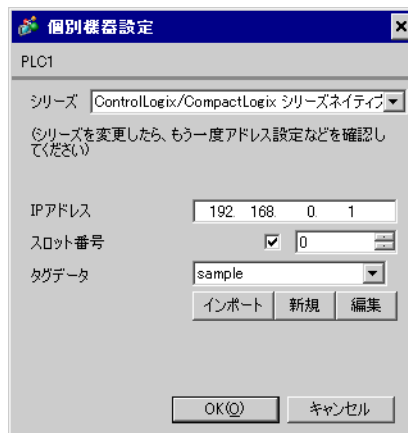 個別機器設定
PLC1
シリーズ ControlLogix/CompactLogix シリーズネイティブ
(シリーズを変更したら、もう一度アドレス設定などを確認し
てください)
IPアドレス 192. 168. 0. 1
スロット番号 0
タグデータ sample
インポート 新規 編集
OK(O) キャンセル